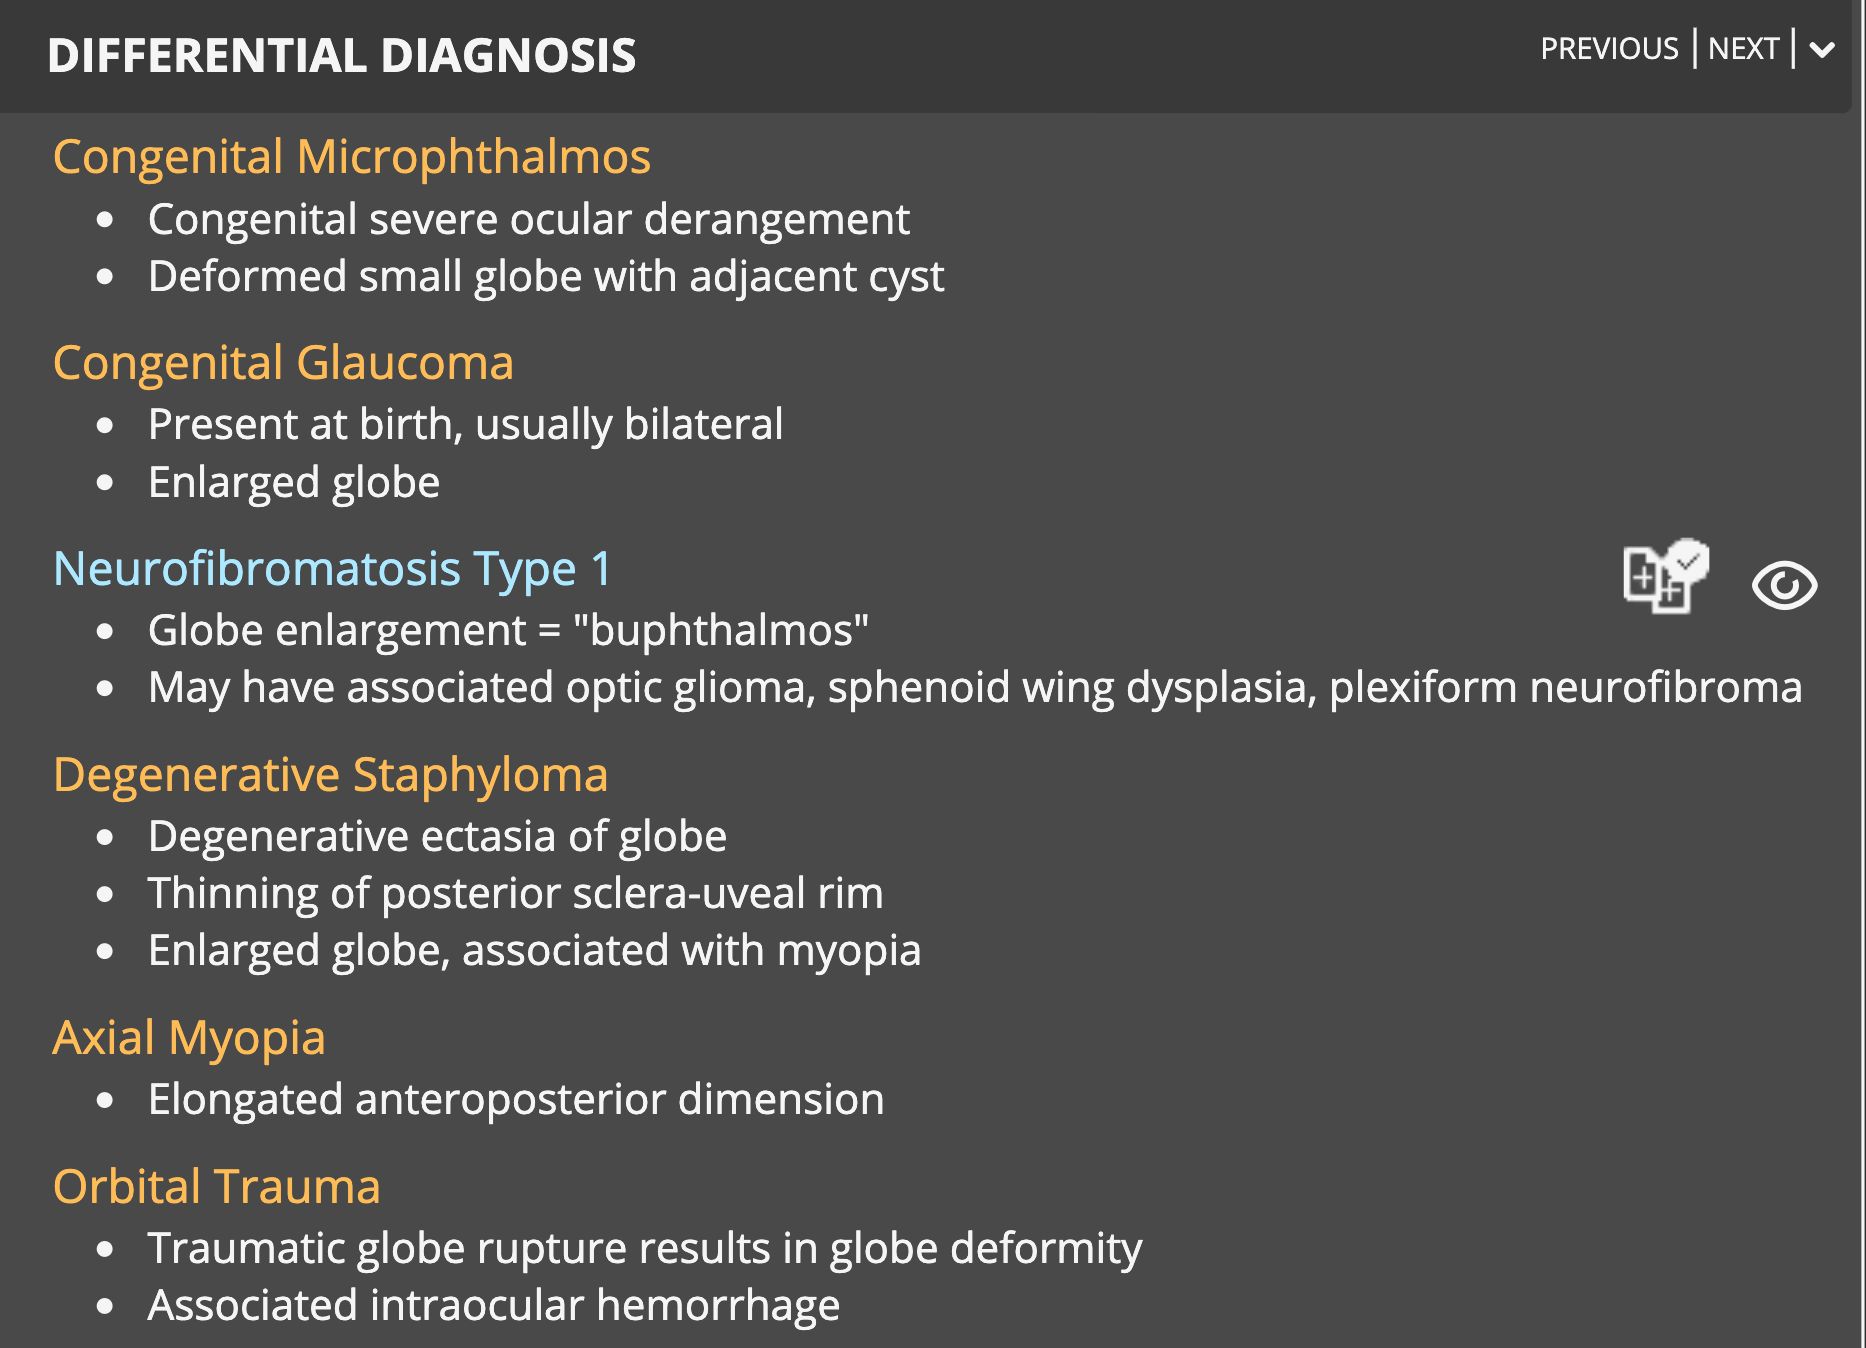 DIFFERENTIAL DIAGNOSIS
PREVIOUS | NEXT |
Congenital Microphthalmos
• Congenital severe ocular derangement
• Deformed small globe with adjacent cyst
Congenital Glaucoma
• Present at birth, usually bilateral
• Enlarged globe
Neurofibromatosis Type 1
• Globe enlargement = "buphthalmos"
• May have associated optic glioma, sphenoid wing dysplasia, plexiform neurofibroma
Degenerative Staphyloma
• Degenerative ectasia of globe
• Thinning of posterior sclera-uveal rim
• Enlarged globe, associated with myopia
Axial Myopia
• Elongated anteroposterior dimension
Orbital Trauma
• Traumatic globe rupture results in globe deformity
• Associated intraocular hemorrhage